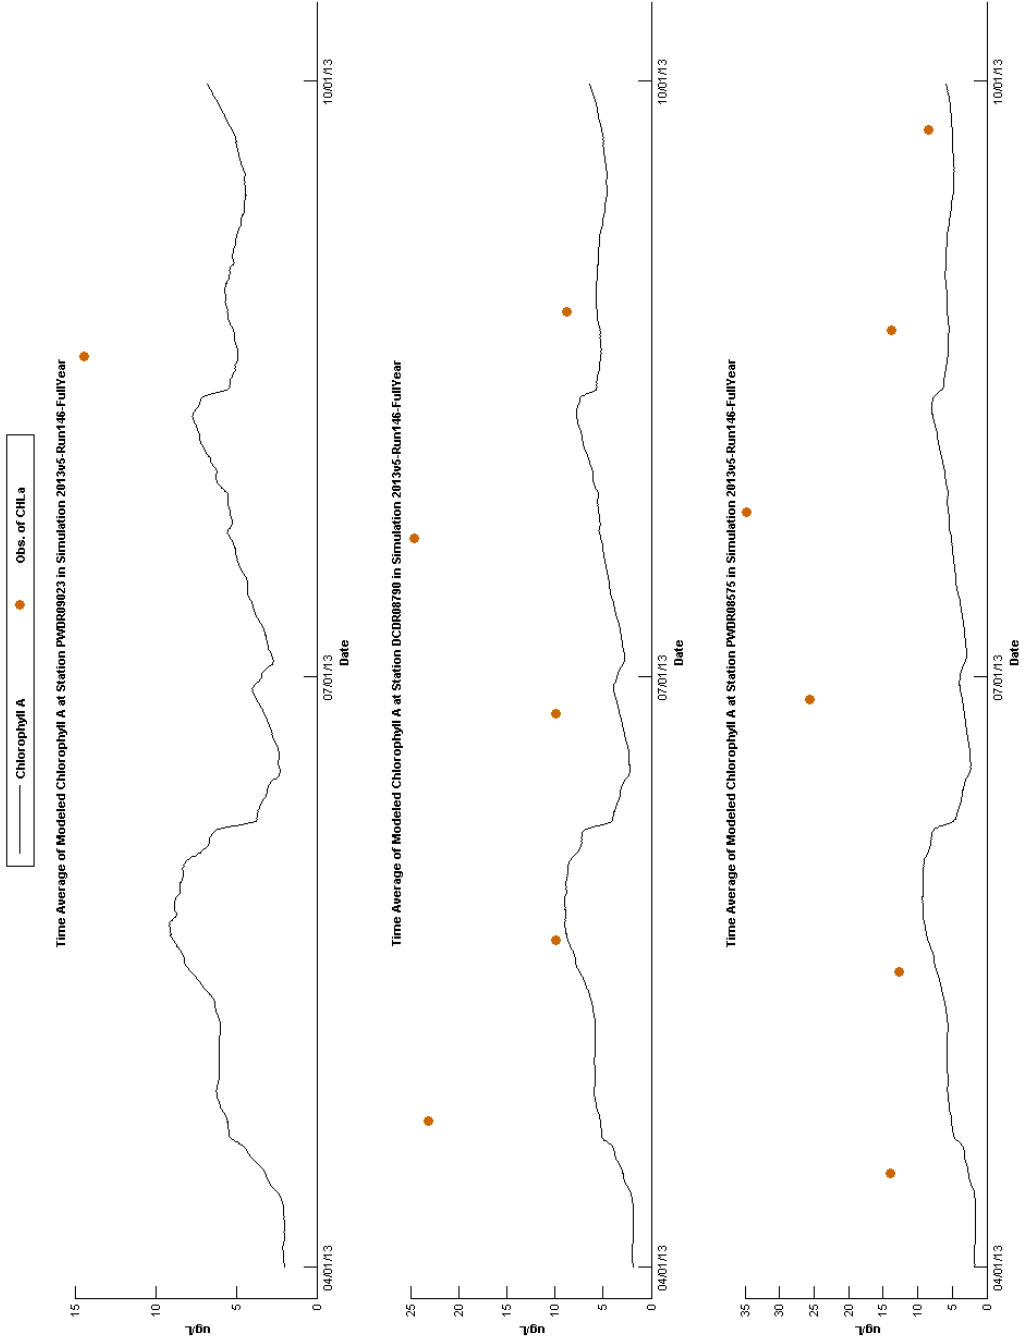 Chlorophyll A
Obs. of CHLa
Time Average of Modeled Chlorophyll A at Station PWDR09023 in Simulation 2013v5-Run146-FullYear
15
10
5
0
ug/L
04/01/13
07/01/13
10/01/13
Date
Time Average of Modeled Chlorophyll A at Station DCDR08790 in Simulation 2013v5-Run146-FullYear
25
20
15
10
5
0
ug/L
04/01/13
07/01/13
10/01/13
Date
Time Average of Modeled Chlorophyll A at Station PWDR08575 in Simulation 2013v5-Run146-FullYear
35
30
25
20
15
10
5
0
ug/L
04/01/13
07/01/13
10/01/13
Date